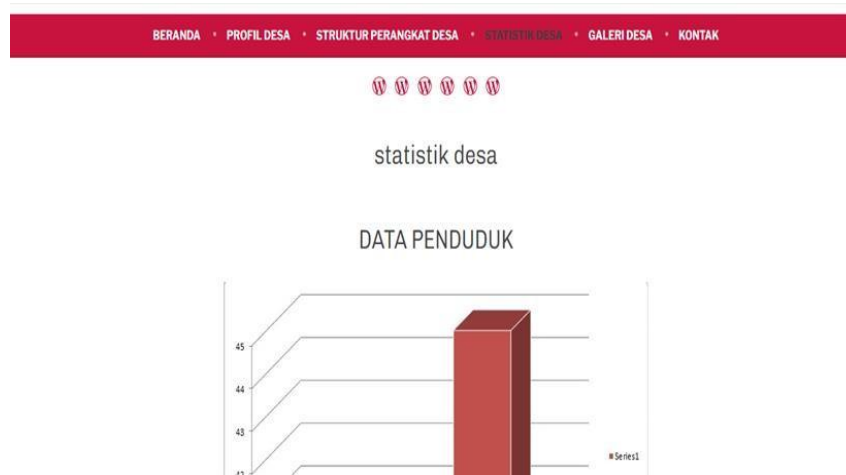 BERANDA • PROFIL DESA • STRUKTUR PERANGKAT DESA • STATISTIK DESA • GALERI DESA • KONTAK
statistik desa
DATA PENDUDUK
45
44
43
42
Series1